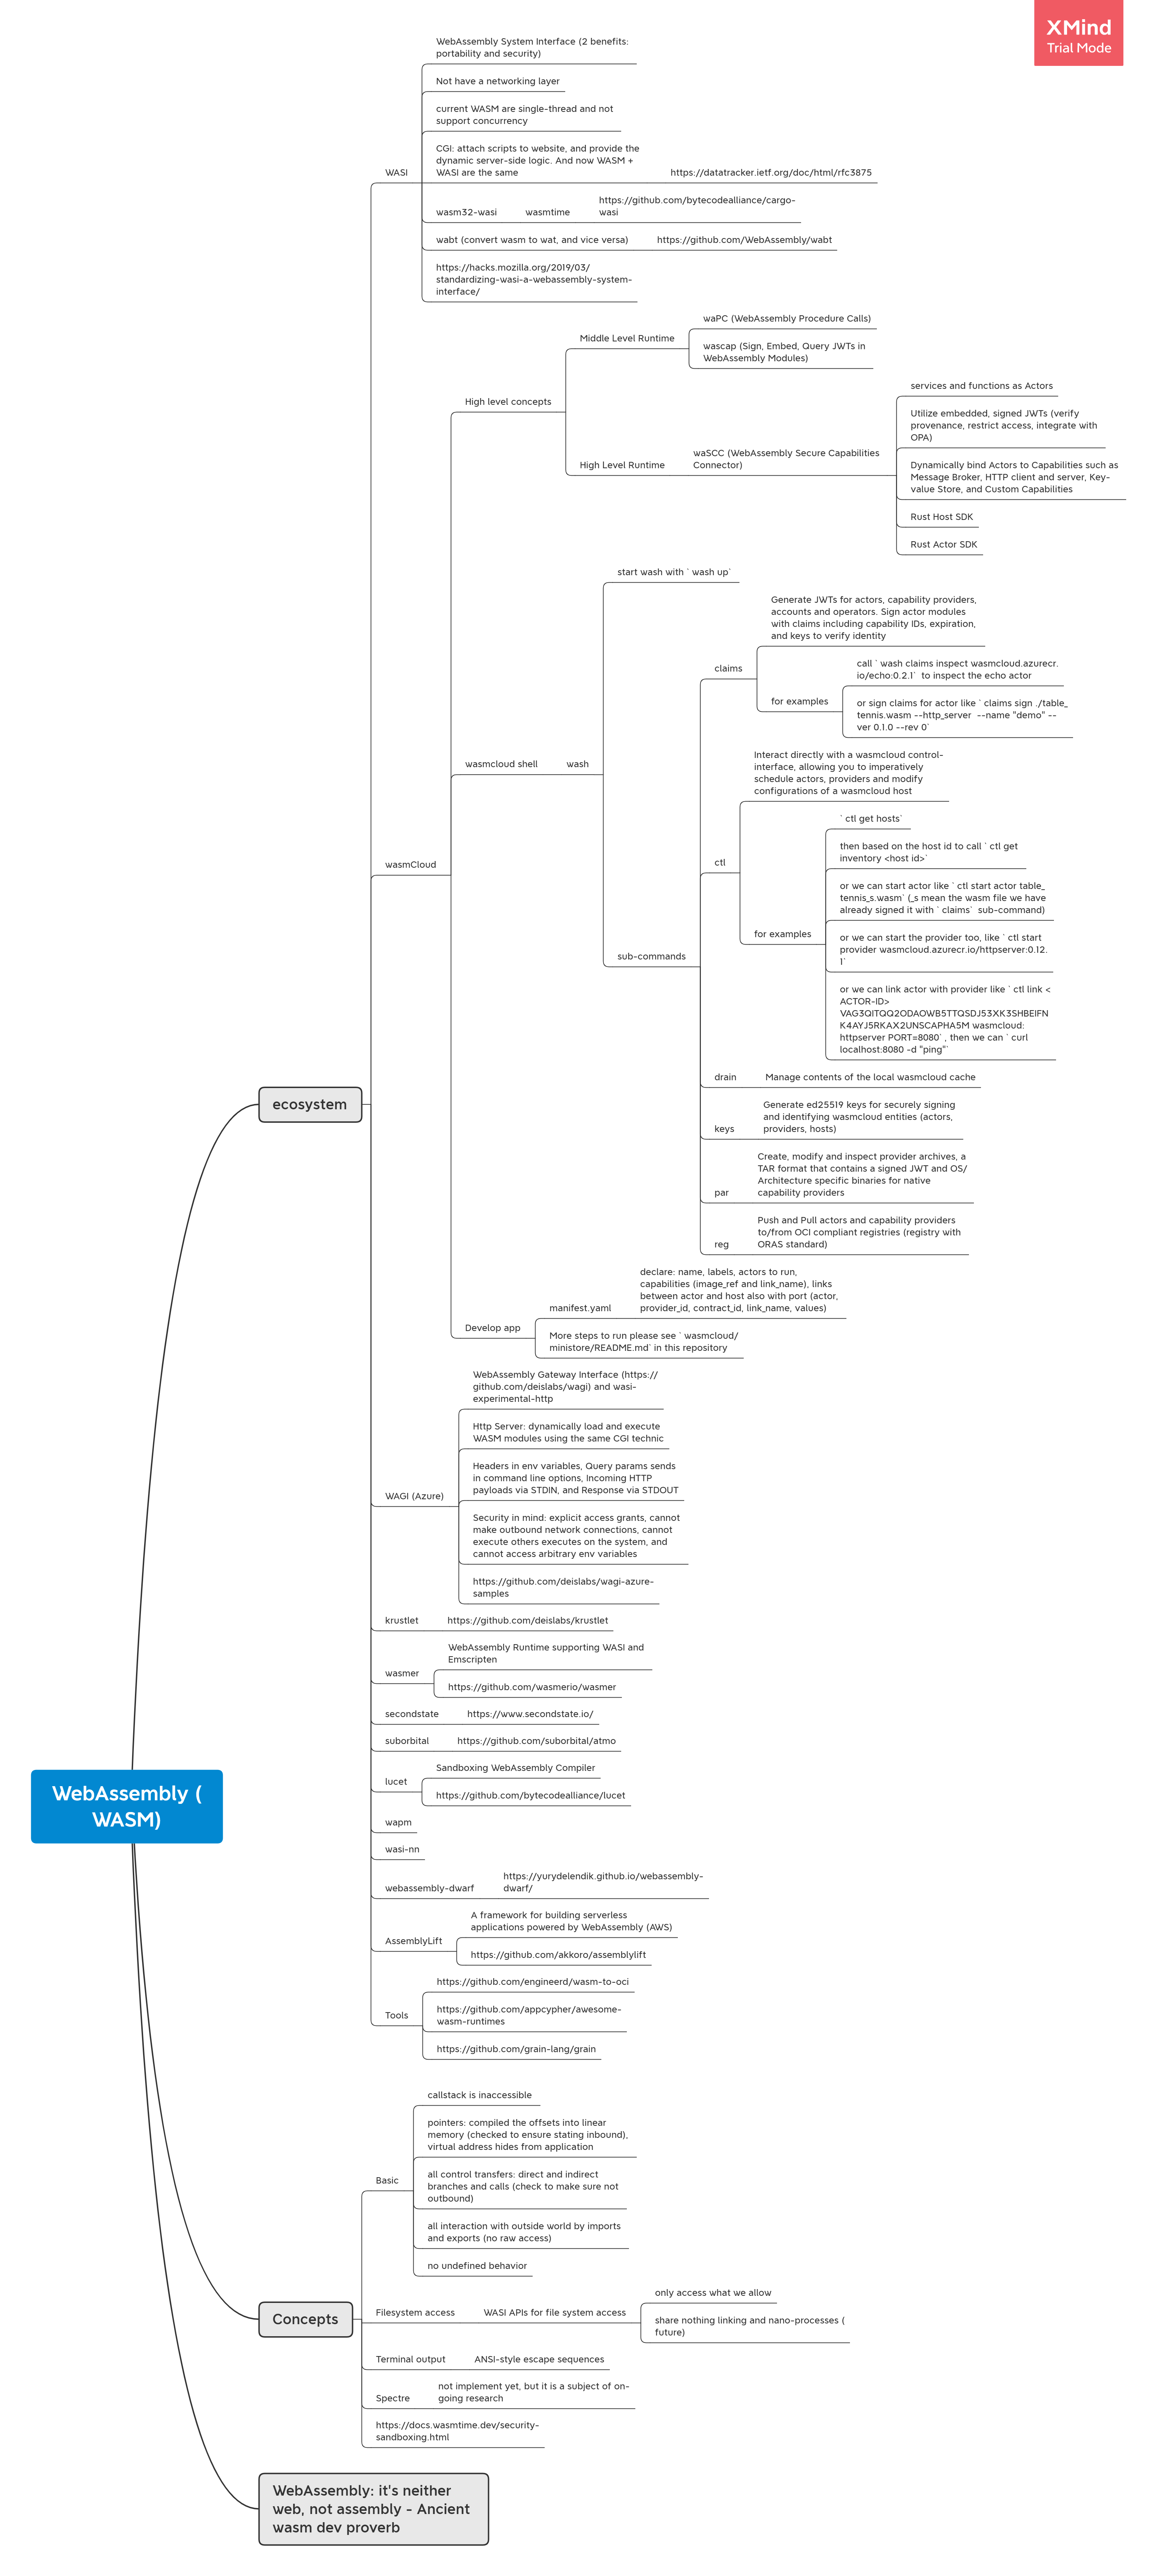 XMind
Trial Mode
WebAssembly System Interface (2 benefits:
portability and security)
Not have a networking layer
current WASM are single-thread and not
support concurrency
CGI: attach scripts to website, and provide the
dynamic server-side logic. And now WASM +
WASI are the same
https://datatracker.ietf.org/doc/html/rfc3875
WASI
wasm32-wasi
wasmtime
https://github.com/bytecodealliance/cargo-
wasi
wabt (convert wasm to wat, and vice versa)
https://github.com/WebAssembly/wabt
https://hacks.mozilla.org/2019/03/
standardizing-wasi-a-webassembly-system-
interface/
High level concepts
Middle Level Runtime
waPC (WebAssembly Procedure Calls)
wascap (Sign, Embed, Query JWTs in
WebAssembly Modules)
High Level Runtime
waSCC (WebAssembly Secure Capabilities
Connector)
services and functions as Actors
Utilize embedded, signed JWTs (verify
provenance, restrict access, integrate with
OPA)
Dynamically bind Actors to Capabilities such as
Message Broker, HTTP client and server, Key-
value Store, and Custom Capabilities
Rust Host SDK
Rust Actor SDK
wasmCloud
wasmcloud shell
wash
start wash with ` wash up`
sub-commands
claims
Generate JWTs for actors, capability providers,
accounts and operators. Sign actor modules
with claims including capability IDs, expiration,
and keys to verify identity
for examples
call ` wash claims inspect wasmcloud.azurecr.
io/echo:0.2.1`  to inspect the echo actor
or sign claims for actor like ` claims sign ./table_
tennis.wasm --http_server  --name "demo" --
ver 0.1.0 --rev 0`
ctl
Interact directly with a wasmcloud control-
interface, allowing you to imperatively
schedule actors, providers and modify
configurations of a wasmcloud host
for examples
` ctl get hosts`
then based on the host id to call ` ctl get
inventory <host id>`
or we can start actor like ` ctl start actor table_
tennis_s.wasm` (_s mean the wasm file we have
already signed it with ` claims`  sub-command)
or we can start the provider too, like ` ctl start
provider wasmcloud.azurecr.io/httpserver:0.12.
1`
or we can link actor with provider like ` ctl link <
ACTOR-ID>
VAG3QITQQ2ODAOWB5TTQSDJ53XK3SHBEIFN
K4AYJ5RKAX2UNSCAPHA5M wasmcloud:
httpserver PORT=8080` , then we can ` curl
localhost:8080 -d "ping"`
drain
Manage contents of the local wasmcloud cache
keys
Generate ed25519 keys for securely signing
and identifying wasmcloud entities (actors,
providers, hosts)
par
Create, modify and inspect provider archives, a
TAR format that contains a signed JWT and OS/
Architecture specific binaries for native
capability providers
reg
Push and Pull actors and capability providers
to/from OCI compliant registries (registry with
ORAS standard)
Develop app
manifest.yaml
declare: name, labels, actors to run,
capabilities (image_ref and link_name), links
between actor and host also with port (actor,
provider_id, contract_id, link_name, values)
More steps to run please see ` wasmcloud/
ministore/README.md` in this repository
ecosystem
WAGI (Azure)
WebAssembly Gateway Interface (https://
github.com/deislabs/wagi) and wasi-
experimental-http
Http Server: dynamically load and execute
WASM modules using the same CGI technic
Headers in env variables, Query params sends
in command line options, Incoming HTTP
payloads via STDIN, and Response via STDOUT
Security in mind: explicit access grants, cannot
make outbound network connections, cannot
execute others executes on the system, and
cannot access arbitrary env variables
https://github.com/deislabs/wagi-azure-
samples
krustlet
https://github.com/deislabs/krustlet
wasmer
WebAssembly Runtime supporting WASI and
Emscripten
https://github.com/wasmerio/wasmer
secondstate
https://www.secondstate.io/
suborbital
https://github.com/suborbital/atmo
lucet
Sandboxing WebAssembly Compiler
https://github.com/bytecodealliance/lucet
WebAssembly (
WASM)
wapm
wasi-nn
webassembly-dwarf
https://yurydelendik.github.io/webassembly-
dwarf/
AssemblyLift
A framework for building serverless
applications powered by WebAssembly (AWS)
https://github.com/akkoro/assemblylift
Tools
https://github.com/engineerd/wasm-to-oci
https://github.com/appcypher/awesome-
wasm-runtimes
https://github.com/grain-lang/grain
Basic
callstack is inaccessible
pointers: compiled the offsets into linear
memory (checked to ensure stating inbound),
virtual address hides from application
all control transfers: direct and indirect
branches and calls (check to make sure not
outbound)
all interaction with outside world by imports
and exports (no raw access)
no undefined behavior
Concepts
Filesystem access
WASI APIs for file system access
only access what we allow
share nothing linking and nano-processes (
future)
Terminal output
ANSI-style escape sequences
Spectre
not implement yet, but it is a subject of on-
going research
https://docs.wasmtime.dev/security-
sandboxing.html
WebAssembly: it's neither
web, not assembly - Ancient
wasm dev proverb